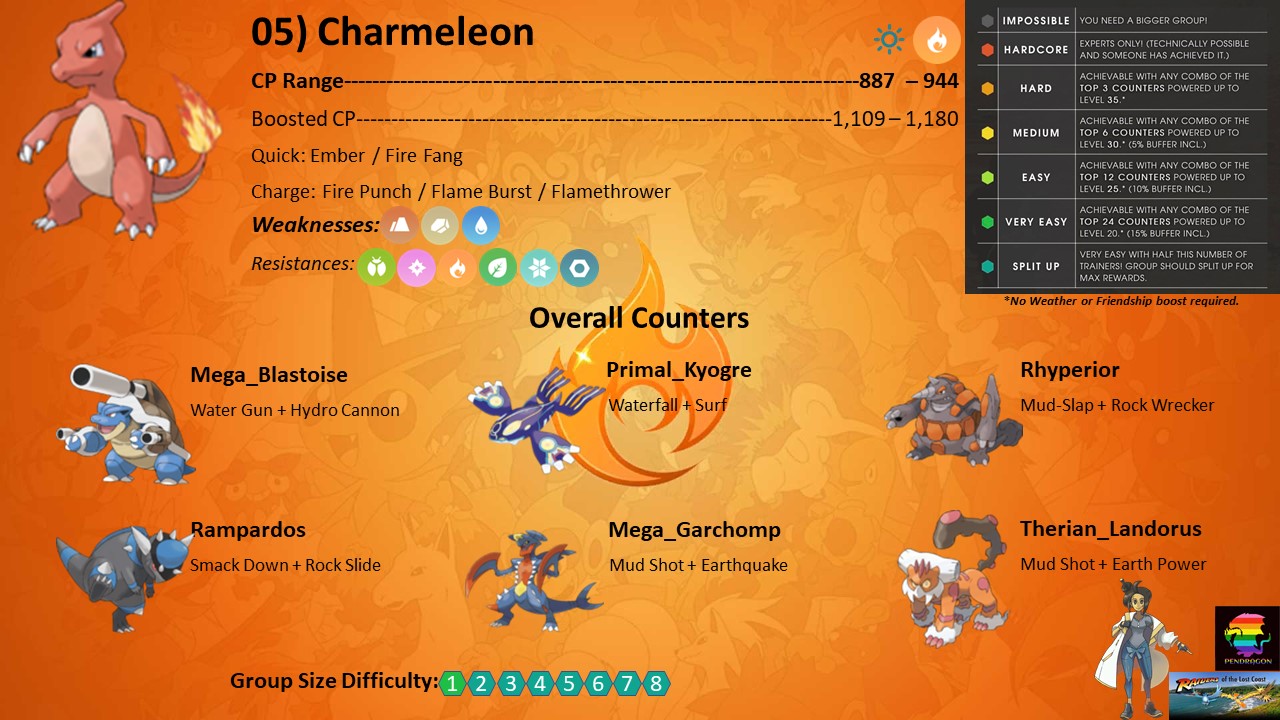 05) Charmeleon
CP Range--------------------------------------------------------------------------887 – 944
Boosted CP--------------------------------------------------------------------1,109 – 1,180
Quick: Ember / Fire Fang
Charge: Fire Punch / Flame Burst / Flamethrower
Weaknesses:
Resistances:
IMPOSSIBLE YOU NEED A BIGGER GROUP!
HARDCORE EXPERTS ONLY! (TECHNICALLY POSSIBLE
AND SOMEONE HAS ACHIEVED IT.)
HARD ACHIEVABLE WITH ANY COMBO OF THE
TOP 3 COUNTERS POWERED UP TO
LEVEL 35.*
MEDIUM ACHIEVABLE WITH ANY COMBO OF THE
TOP 6 COUNTERS POWERED UP TO
LEVEL 30.* (5% BUFFER INCL.)
EASY ACHIEVABLE WITH ANY COMBO OF THE
TOP 12 COUNTERS POWERED UP TO
LEVEL 25.* (10% BUFFER INCL.)
VERY EASY ACHIEVABLE WITH ANY COMBO OF THE
TOP 24 COUNTERS POWERED UP TO
LEVEL 20.* (15% BUFFER INCL.)
SPLIT UP VERY EASY WITH HALF THIS NUMBER OF
TRAINERS! GROUP SHOULD SPLIT UP FOR
MAX REWARDS.
*No Weather or Friendship boost required.
Overall Counters
Mega_Blastoise
Water Gun + Hydro Cannon
Primal_Kyogre
Waterfall + Surf
Rhyperior
Mud-Slap + Rock Wrecker
Rampardos
Smack Down + Rock Slide
Mega_Garchomp
Mud Shot + Earthquake
Therian_Landorus
Mud Shot + Earth Power
Group Size Difficulty: 1 2 3 4 5 6 7 8
PENDRAGON
RAIDERS of the Lost Coast